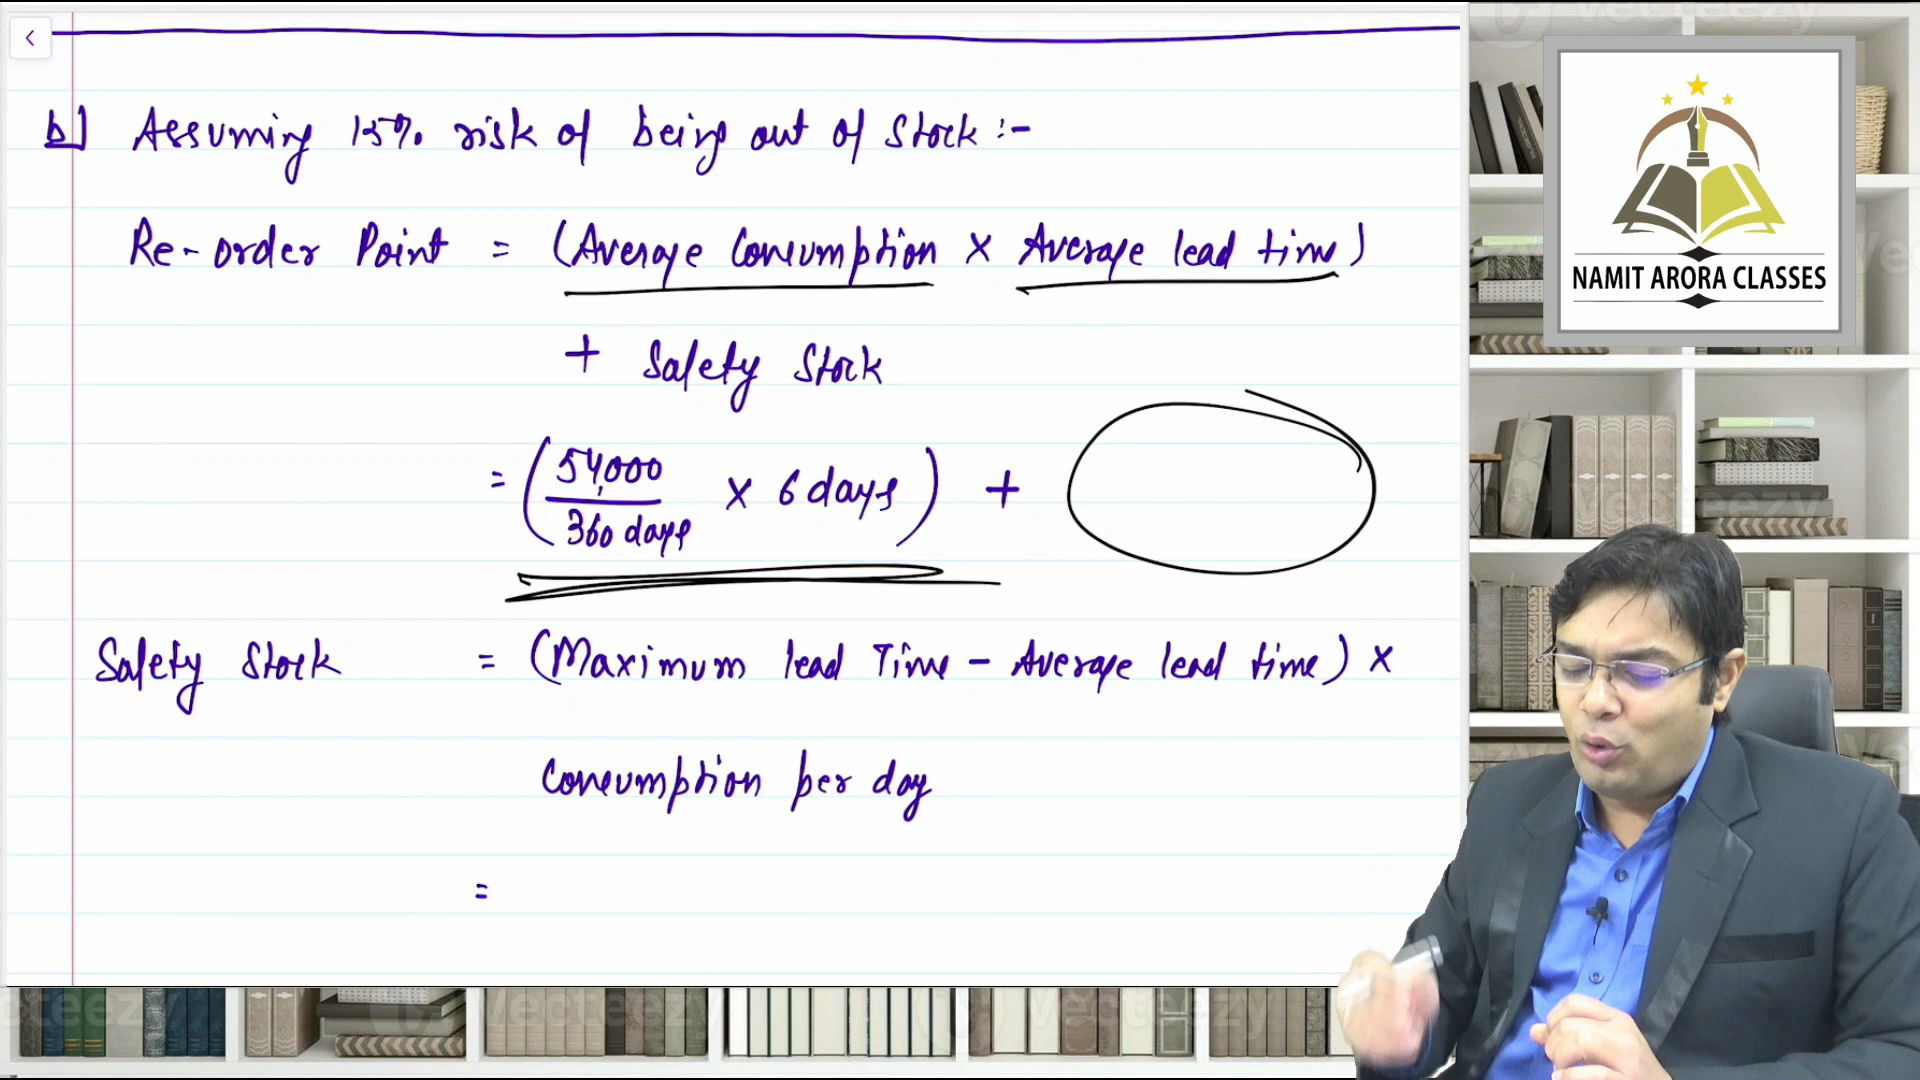 b] Assuming 15% risk of being out of stock :-
Re-order Point = (Average Consumption × Average lead time)
+ Safety Stock
= (54,000 / 360 days × 6 days) +
Safety Stock = (Maximum lead Time - Average lead time) ×
Consumption per day
=
NAMIT ARORA CLASSES
vecteezy